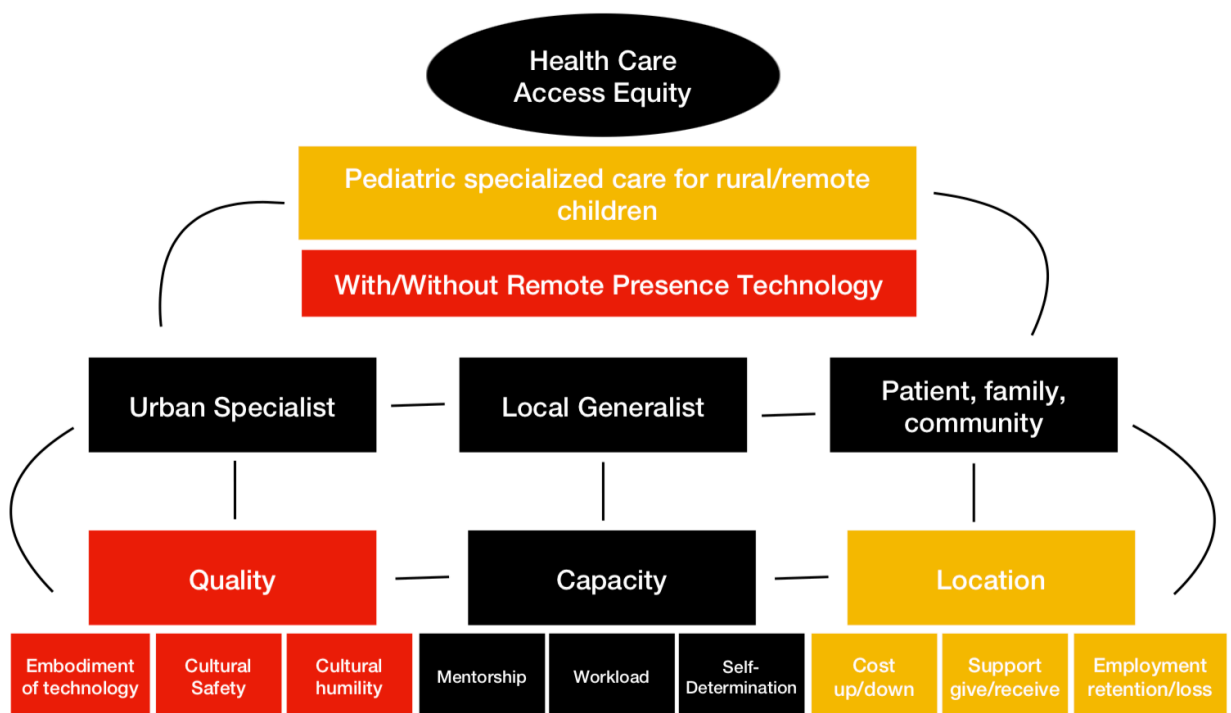 Health Care
Access Equity
Pediatric specialized care for rural/remote
children
With/Without Remote Presence Technology
Urban Specialist
Local Generalist
Patient, family,
community
Quality
Capacity
Location
Embodiment
of technology
Cultural
Safety
Cultural
humility
Mentorship
Workload
Self-
Determination
Cost
up/down
Support
give/receive
Employment
retention/loss